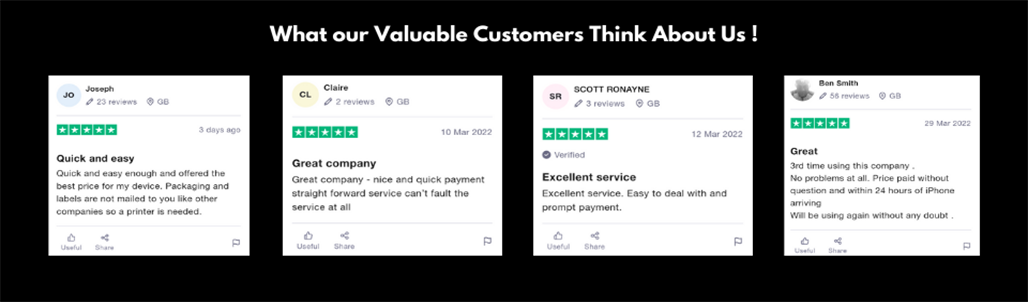 What our Valuable Customers Think About Us !
JO
Joseph
23 reviews GB
3 days ago
Quick and easy
Quick and easy enough and offered the
best price for my device. Packaging and
labels are not mailed to you like other
companies so a printer is needed.
Useful Share
CL
Claire
2 reviews GB
10 Mar 2022
Great company
Great company - nice and quick payment
straight forward service can't fault the
service at all
Useful Share
SR
SCOTT RONAYNE
3 reviews GB
12 Mar 2022
Verified
Excellent service
Excellent service. Easy to deal with and
prompt payment.
Useful Share
Ben Smith
56 reviews GB
29 Mar 2022
Great
3rd time using this company .
No problems at all. Price paid without
question and within 24 hours of iPhone
arriving
Will be using again without any doubt .
Useful Share